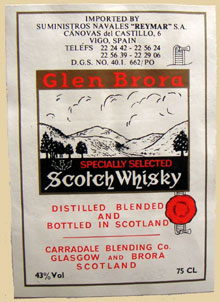 IMPORTED BY
SUMINISTROS NAVALES "REYMAR" S.A.
CÁNOVAS del CASTILLO, 6
VIGO, SPAIN
TELÉFS 22 24 42 - 22 56 24
22 56 39 - 22 29 06
D.G.S. NO. 40.1. 662/PO
Glen Brora
SPECIALLY SELECTED
Scotch Whisky
DISTILLED BLENDED
AND
BOTTLED IN SCOTLAND
CARRADALE BLENDING Co.
GLASGOW AND BRORA
SCOTLAND
43% Vol
75 CL